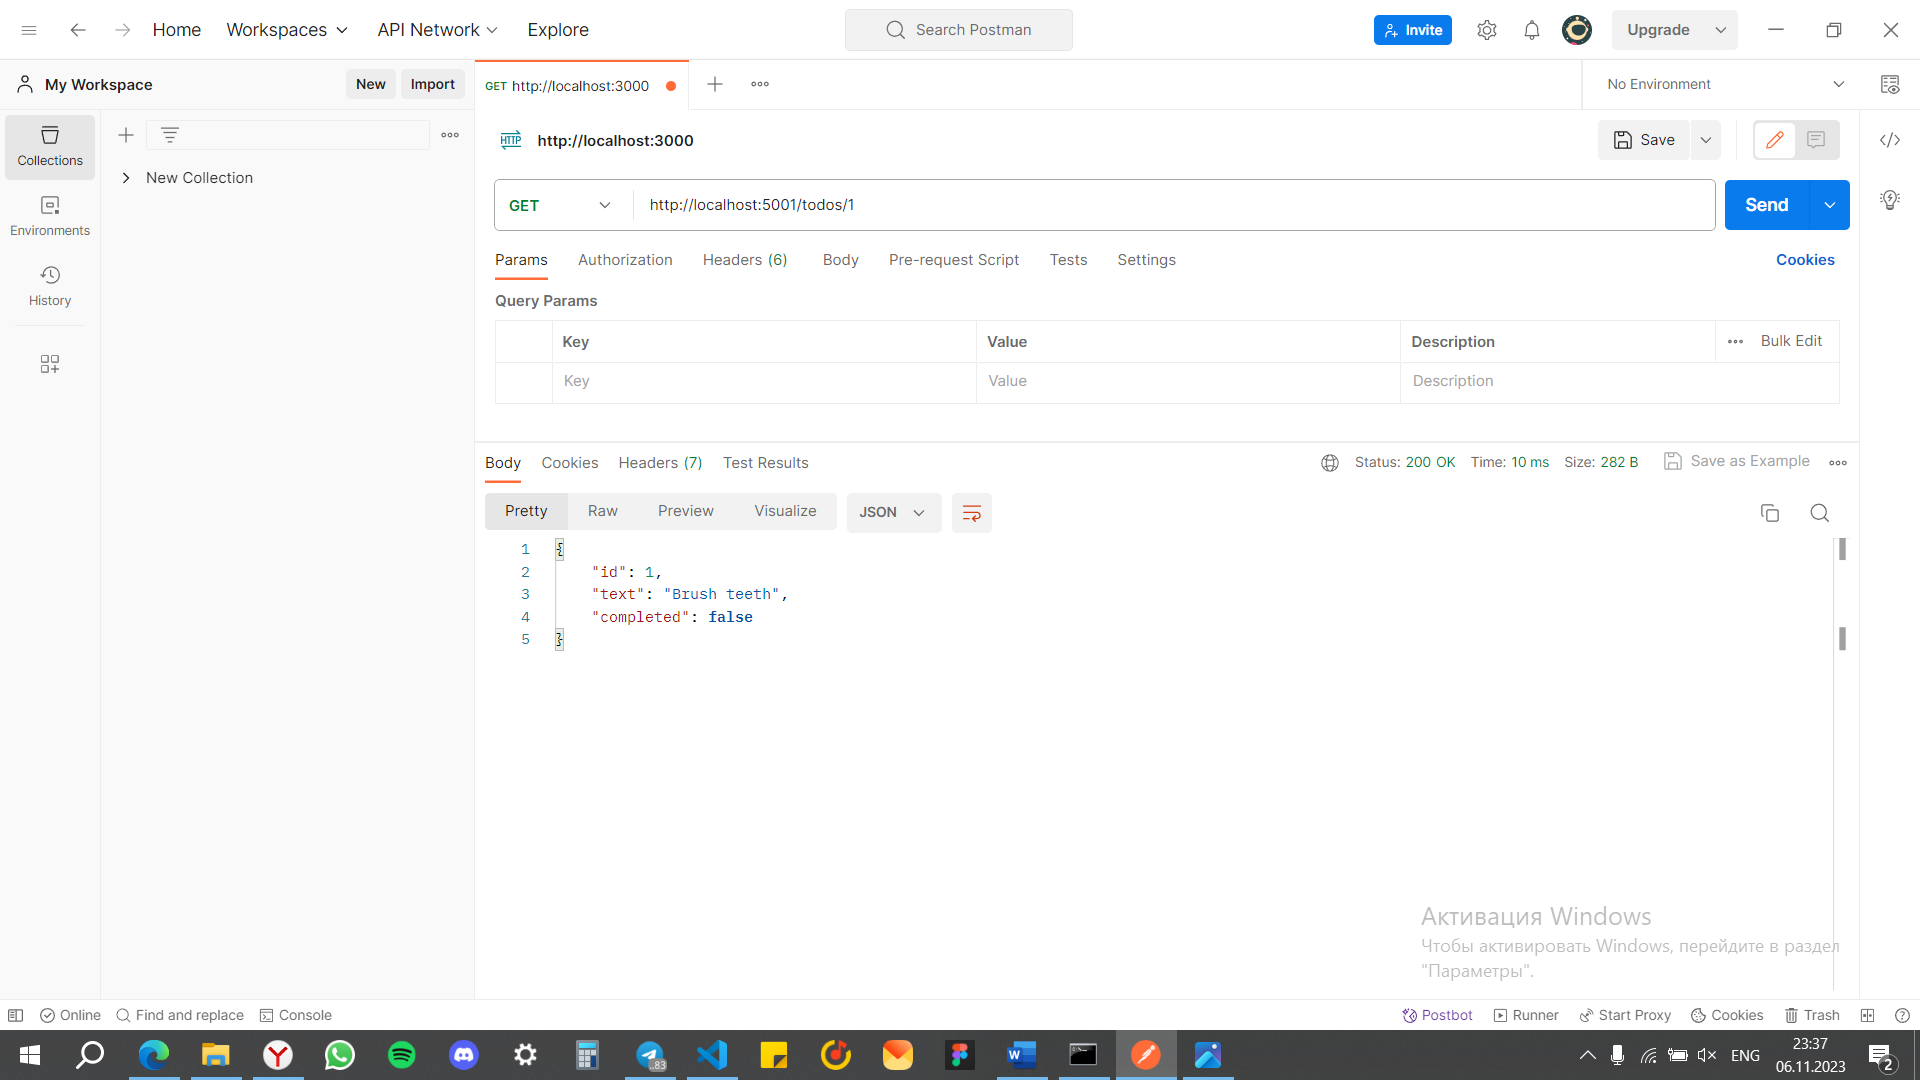 Home
Workspaces
API Network
Explore
Search Postman
Invite
Upgrade
My Workspace
New
Import
GET http://localhost:3000
No Environment
Collections
New Collection
Environments
History
HTTP http://localhost:3000
Save
GET
http://localhost:5001/todos/1
Send
Params
Authorization
Headers (6)
Body
Pre-request Script
Tests
Settings
Cookies
Query Params
Key
Value
Description
Bulk Edit
Key
Value
Description
Body
Cookies
Headers (7)
Test Results
Status: 200 OK
Time: 10 ms
Size: 282 B
Save as Example
Pretty
Raw
Preview
Visualize
JSON
1 {
2 "id": 1,
3 "text": "Brush teeth",
4 "completed": false
5 }
Активация Windows
Чтобы активировать Windows, перейдите в раздел
"Параметры".
Online
Find and replace
Console
Postbot
Runner
Start Proxy
Cookies
Trash
.83
ENG
23:37
06.11.2023
2